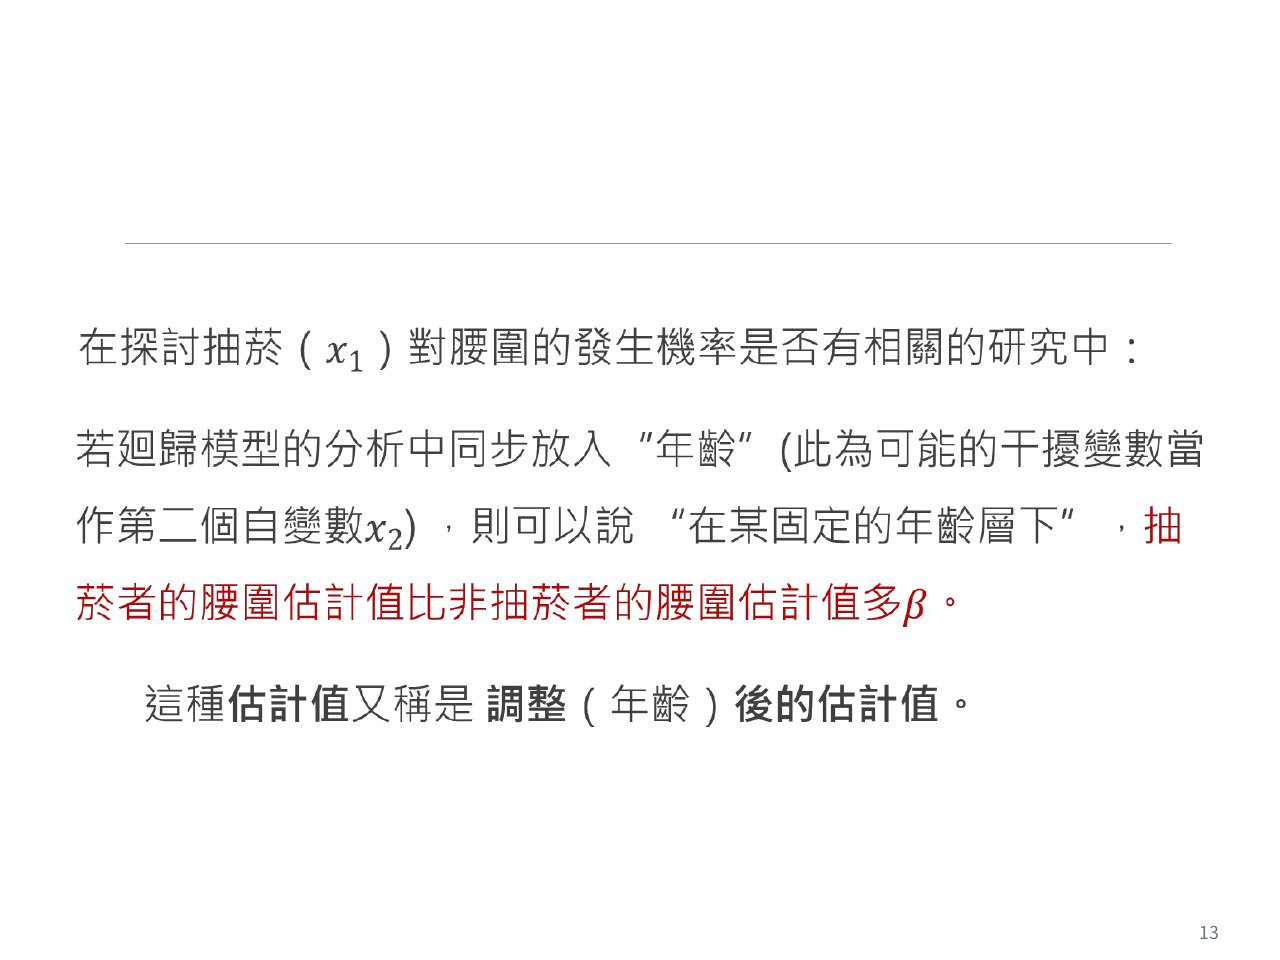 在探討抽菸（𝑥₁）對腰圍的發生機率是否有相關的研究中：
若迴歸模型的分析中同步放入“年齡” (此為可能的干擾變數當
作第二個自變數𝑥₂) ，則可以說 “在某固定的年齡層下” ，抽
菸者的腰圍估計值比非抽菸者的腰圍估計值多𝛽。
這種估計值又稱是 調整（年齡）後的估計值。
13